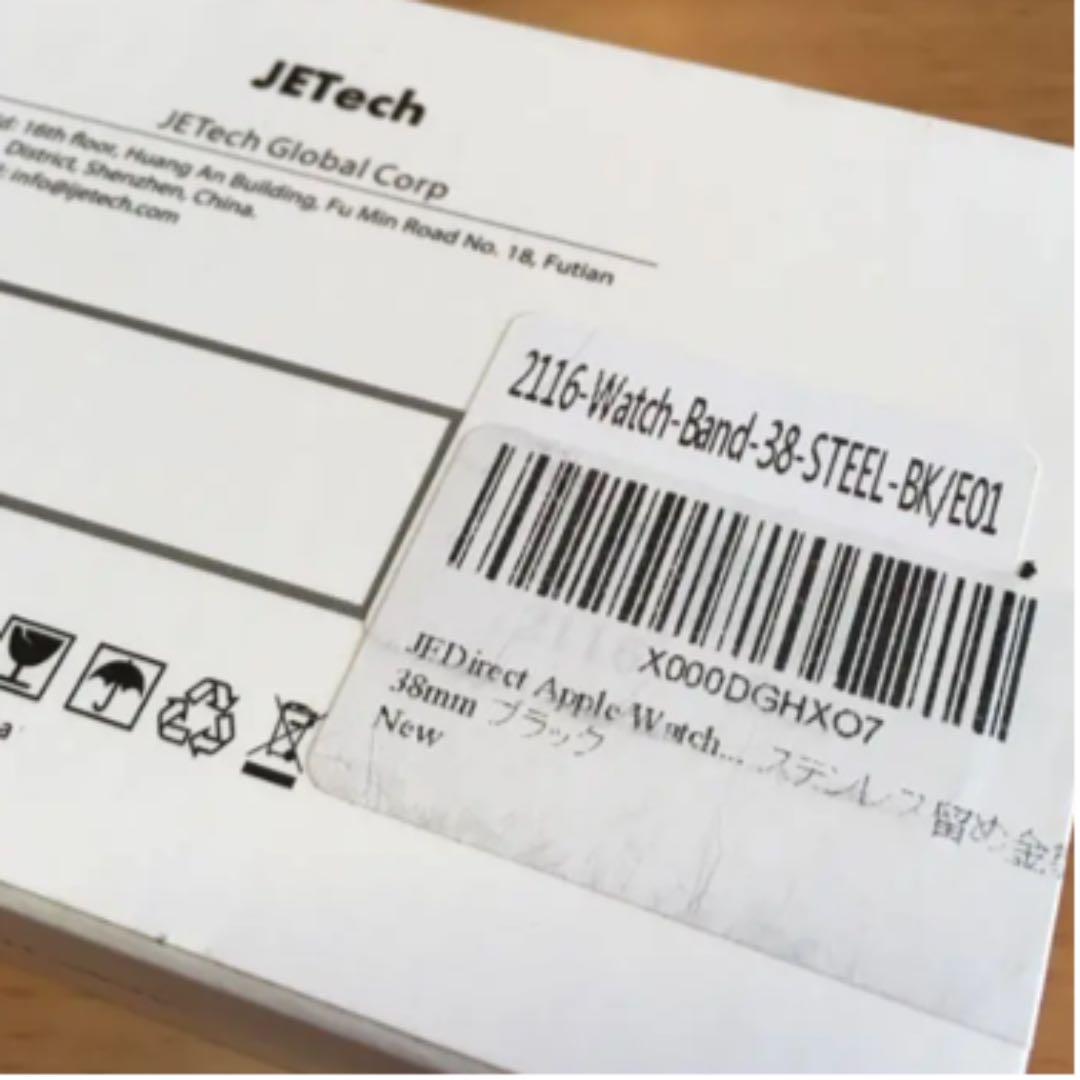 JETech
JETech Global Corp
16th floor, Huang An Building, Fu Min Road No. 18, Futian
District, Shenzhen, China.
info@jetech.com
2116-Watch-Band-38-STEEL-BK/E01
X000DGHXO7
JEDirect Apple Watch... ステンレス留め金
38mm ブラック
New